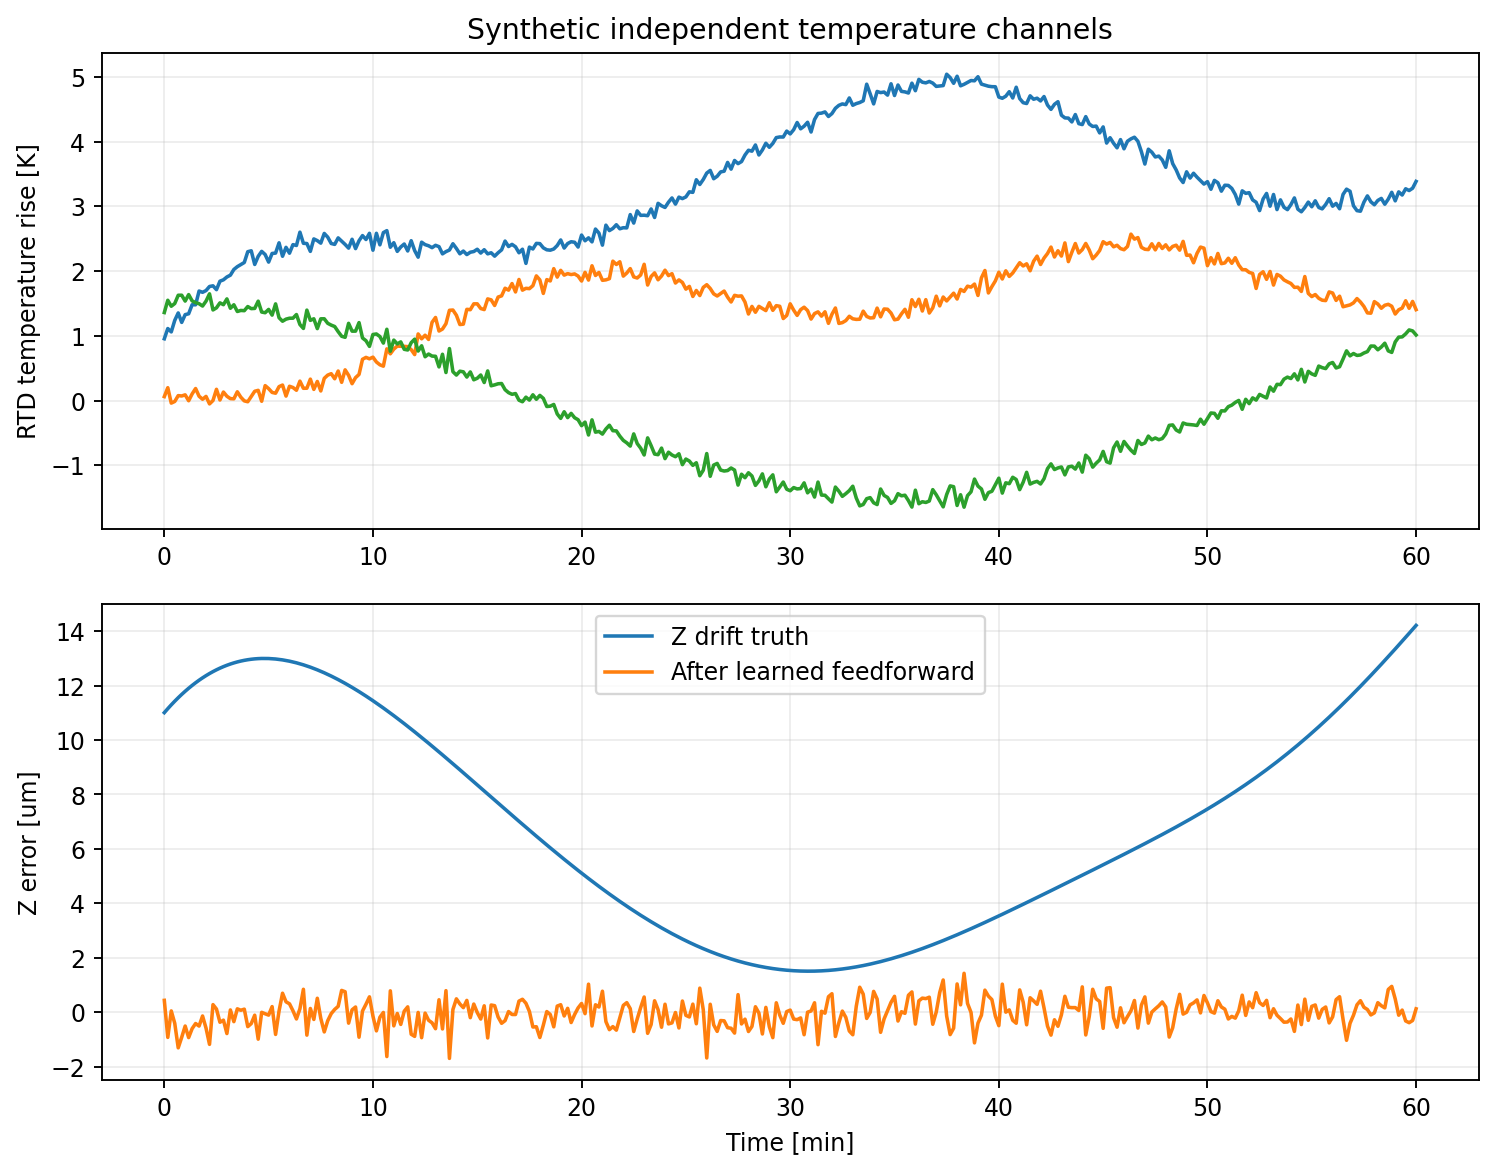 Synthetic independent temperature channels
RTD temperature rise [K]
5
4
3
2
1
0
−1
0 10 20 30 40 50 60
Z drift truth
After learned feedforward
Z error [um]
14
12
10
8
6
4
2
0
−2
0 10 20 30 40 50 60
Time [min]